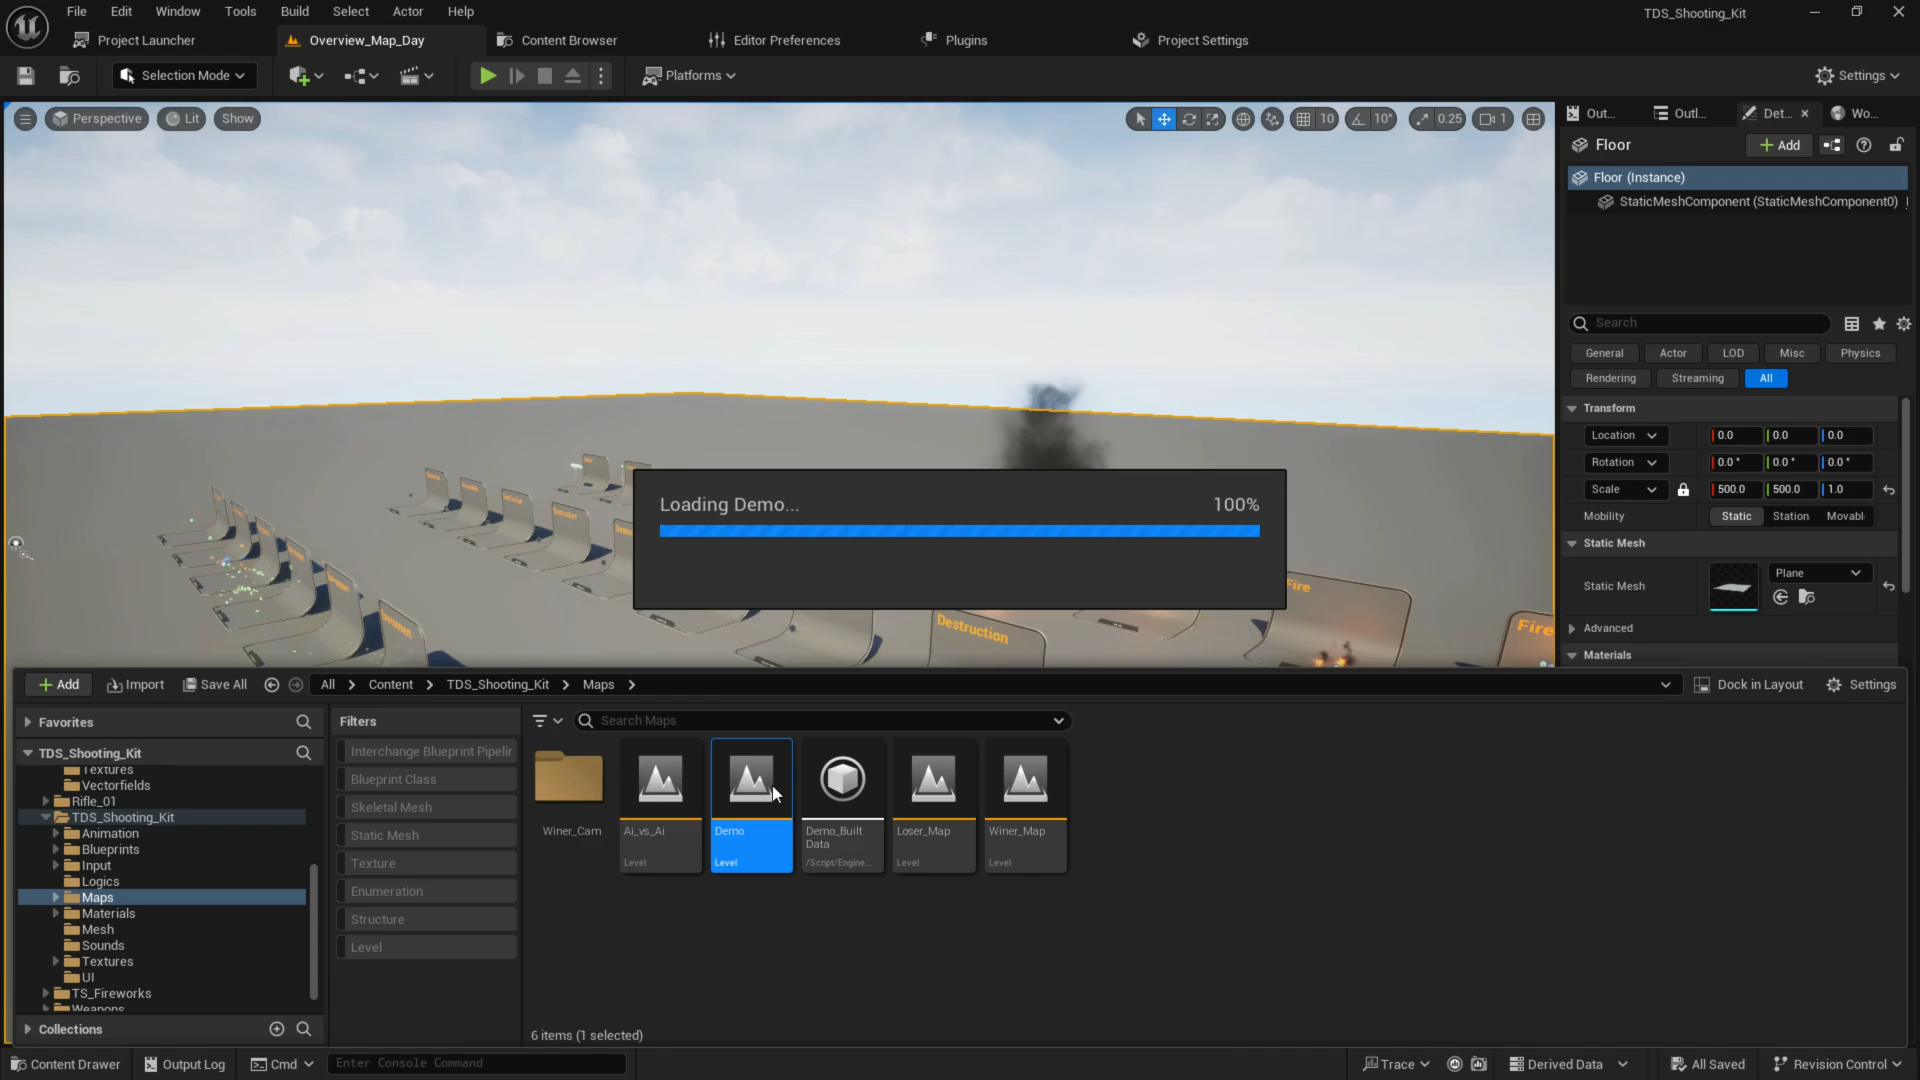 File Edit Window Tools Build Select Actor Help
TDS_Shooting_Kit
Project Launcher
Overview_Map_Day
Content Browser
Editor Preferences
Plugins
Project Settings
Selection Mode
Platforms
Settings
Perspective
Lit
Show
10
10°
0.25
1
Out...
Outl...
Det...
Wo...
Floor
Add
Floor (Instance)
StaticMeshComponent (StaticMeshComponent0)
Search
General Actor LOD Misc Physics
Rendering Streaming All
Transform
Location 0.0 0.0 0.0
Rotation 0.0 ° 0.0 ° 0.0 °
Scale 500.0 500.0 1.0
Mobility Static Station Movabl
Static Mesh
Static Mesh
Plane
Advanced
Materials
Loading Demo... 100%
Destruction
Fire
Fire
Add
Import
Save All
All
Content
TDS_Shooting_Kit
Maps
Dock in Layout
Settings
Favorites
TDS_Shooting_Kit
Textures
Vectorfields
Rifle_01
TDS_Shooting_Kit
Animation
Blueprints
Input
Logics
Maps
Materials
Mesh
Sounds
Textures
UI
TS_Fireworks
Weapons
Collections
Filters
Interchange Blueprint Pipelir
Blueprint Class
Skeletal Mesh
Static Mesh
Texture
Enumeration
Structure
Level
Search Maps
Winer_Cam
Ai_vs_Ai
Level
Demo
Level
Demo_Built
Data
/Script/Engine...
Loser_Map
Level
Winer_Map
Level
6 items (1 selected)
Content Drawer
Output Log
Cmd
Enter Console Command
Trace
Derived Data
All Saved
Revision Control